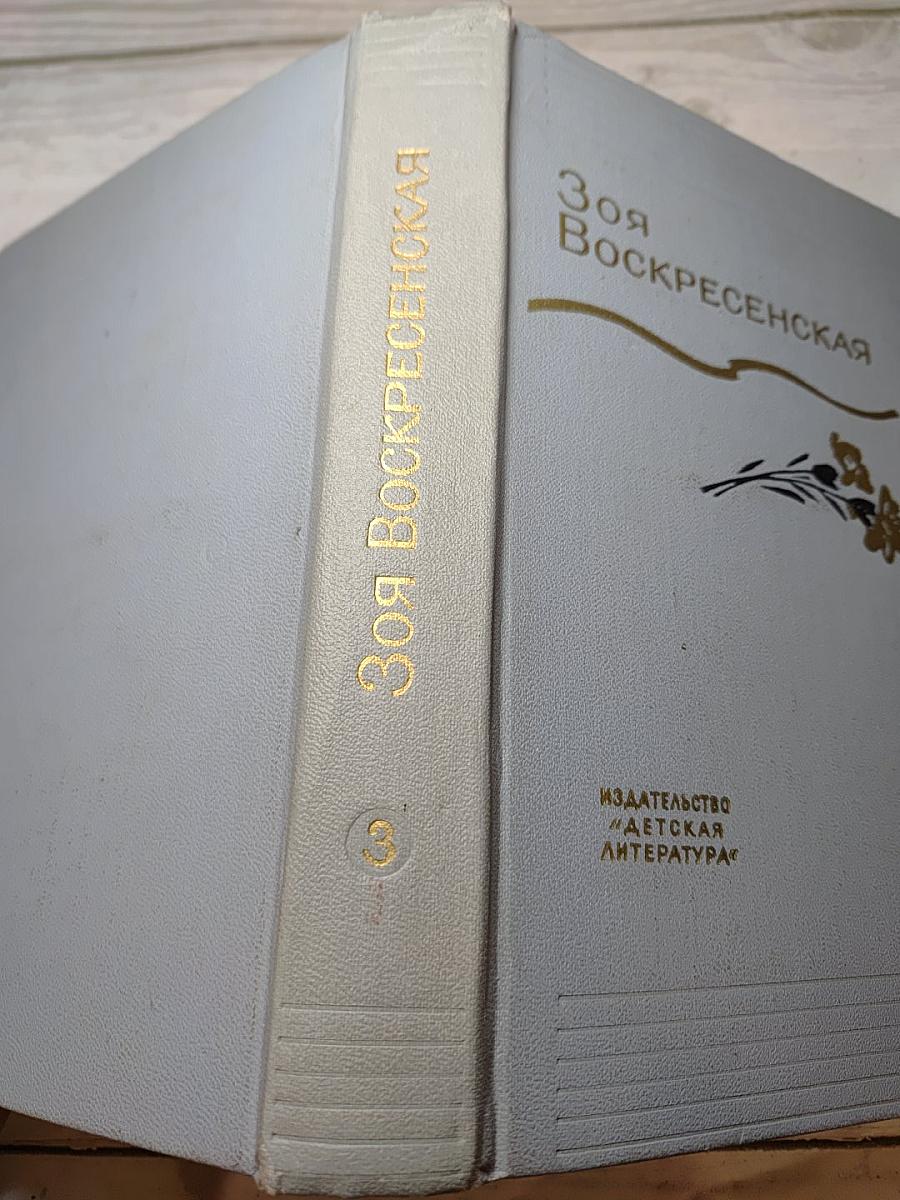 Зоя Воскресенская
3
Зоя
Воскресенская
ИЗДАТЕЛЬСТВО
„ДЕТСКАЯ
ЛИТЕРАТУРА“